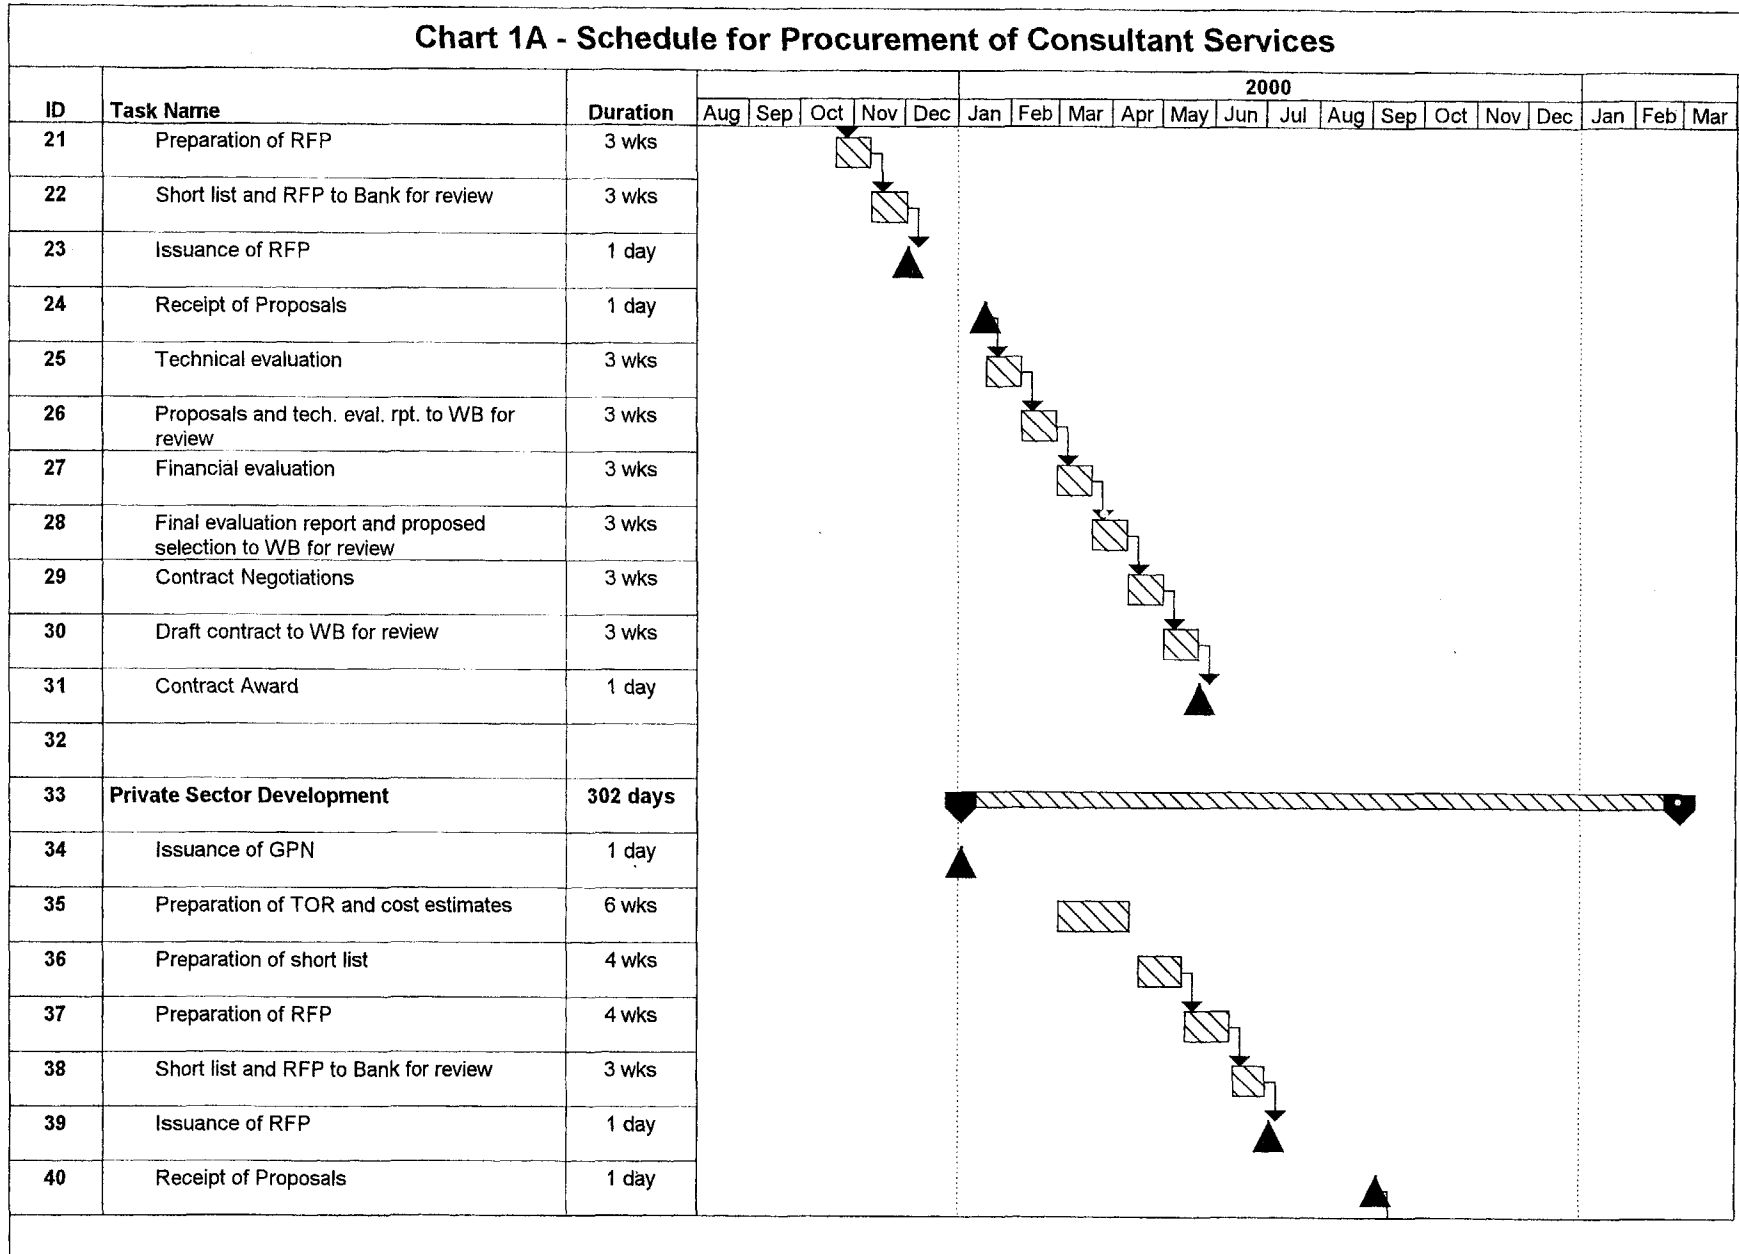 Chart 1A - Schedule for Procurement of Consultant Services
2000
ID Task Name Duration Aug Sep Oct Nov Dec Jan Feb Mar Apr May Jun Jul Aug Sep Oct Nov Dec Jan Feb Mar
21 Preparation of RFP 3 wks
22 Short list and RFP to Bank for review 3 wks
23 Issuance of RFP 1 day
24 Receipt of Proposals 1 day
25 Technical evaluation 3 wks
26 Proposals and tech. eval. rpt. to WB for 3 wks
review
27 Financial evaluation 3 wks
28 Final evaluation report and proposed 3 wks
selection to WB for review
29 Contract Negotiations 3 wks
30 Draft contract to WB for review 3 wks
31 Contract Award 1 day
32
33 Private Sector Development 302 days
34 Issuance of GPN 1 day
35 Preparation of TOR and cost estimates 6 wks
36 Preparation of short list 4 wks
37 Preparation of RFP 4 wks
38 Short list and RFP to Bank for review 3 wks
39 Issuance of RFP 1 day
40 Receipt of Proposals 1 day